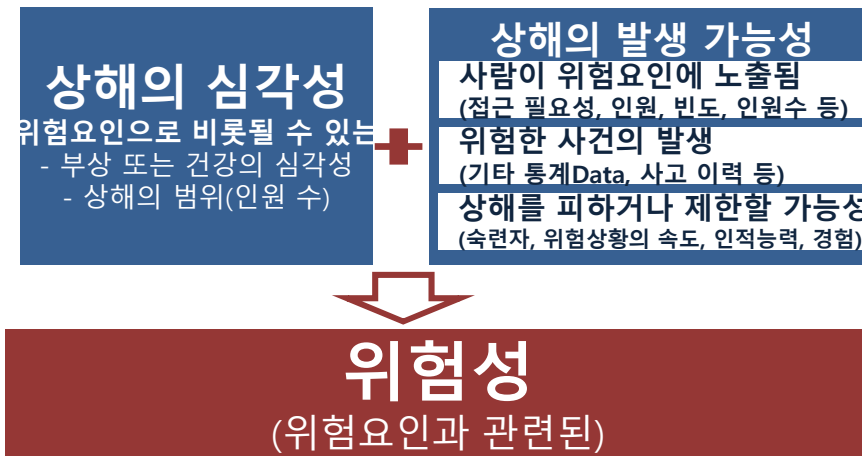 상해의 심각성
위험요인으로 비롯될 수 있는
- 부상 또는 건강의 심각성
- 상해의 범위(인원 수)
상해의 발생 가능성
사람이 위험요인에 노출됨
(접근 필요성, 인원, 빈도, 인원수 등)
위험한 사건의 발생
(기타 통계Data, 사고 이력 등)
상해를 피하거나 제한할 가능성
(숙련자, 위험상황의 속도, 인적능력, 경험)
위험성
(위험요인과 관련된)